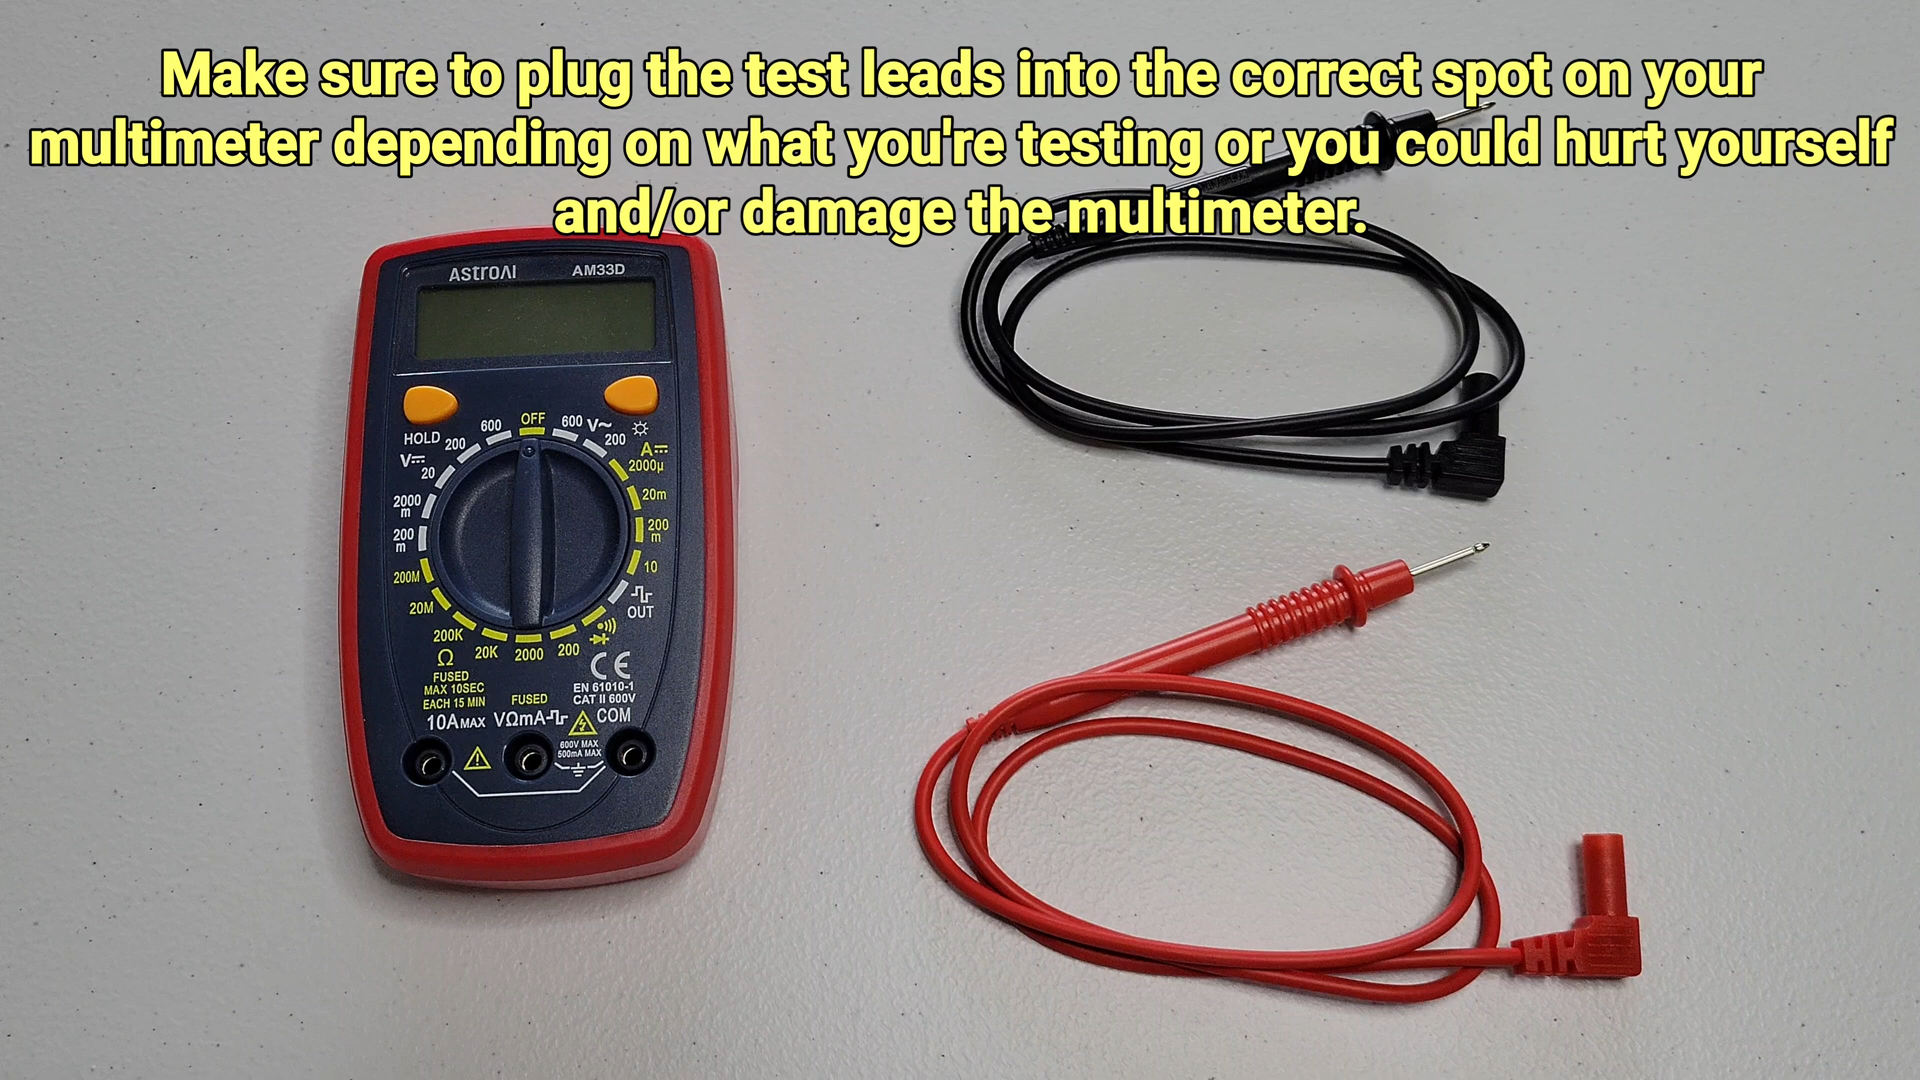 Make sure to plug the test leads into the correct spot on your
multimeter depending on what you're testing or you could hurt yourself
and/or damage the multimeter.
AstroAI AM33D
HOLD
OFF
V⎓
600
200
20
2000
m
200
m
600 V~
200
A⎓
2000µ
20m
200
m
10
OUT
200M
20M
200K
Ω
20K
2000
200
CE
FUSED
MAX 10SEC
EACH 15 MIN
10AMAX
FUSED
VΩmA
EN 61010-1
CAT II 600V
COM
600V MAX
500mA MAX